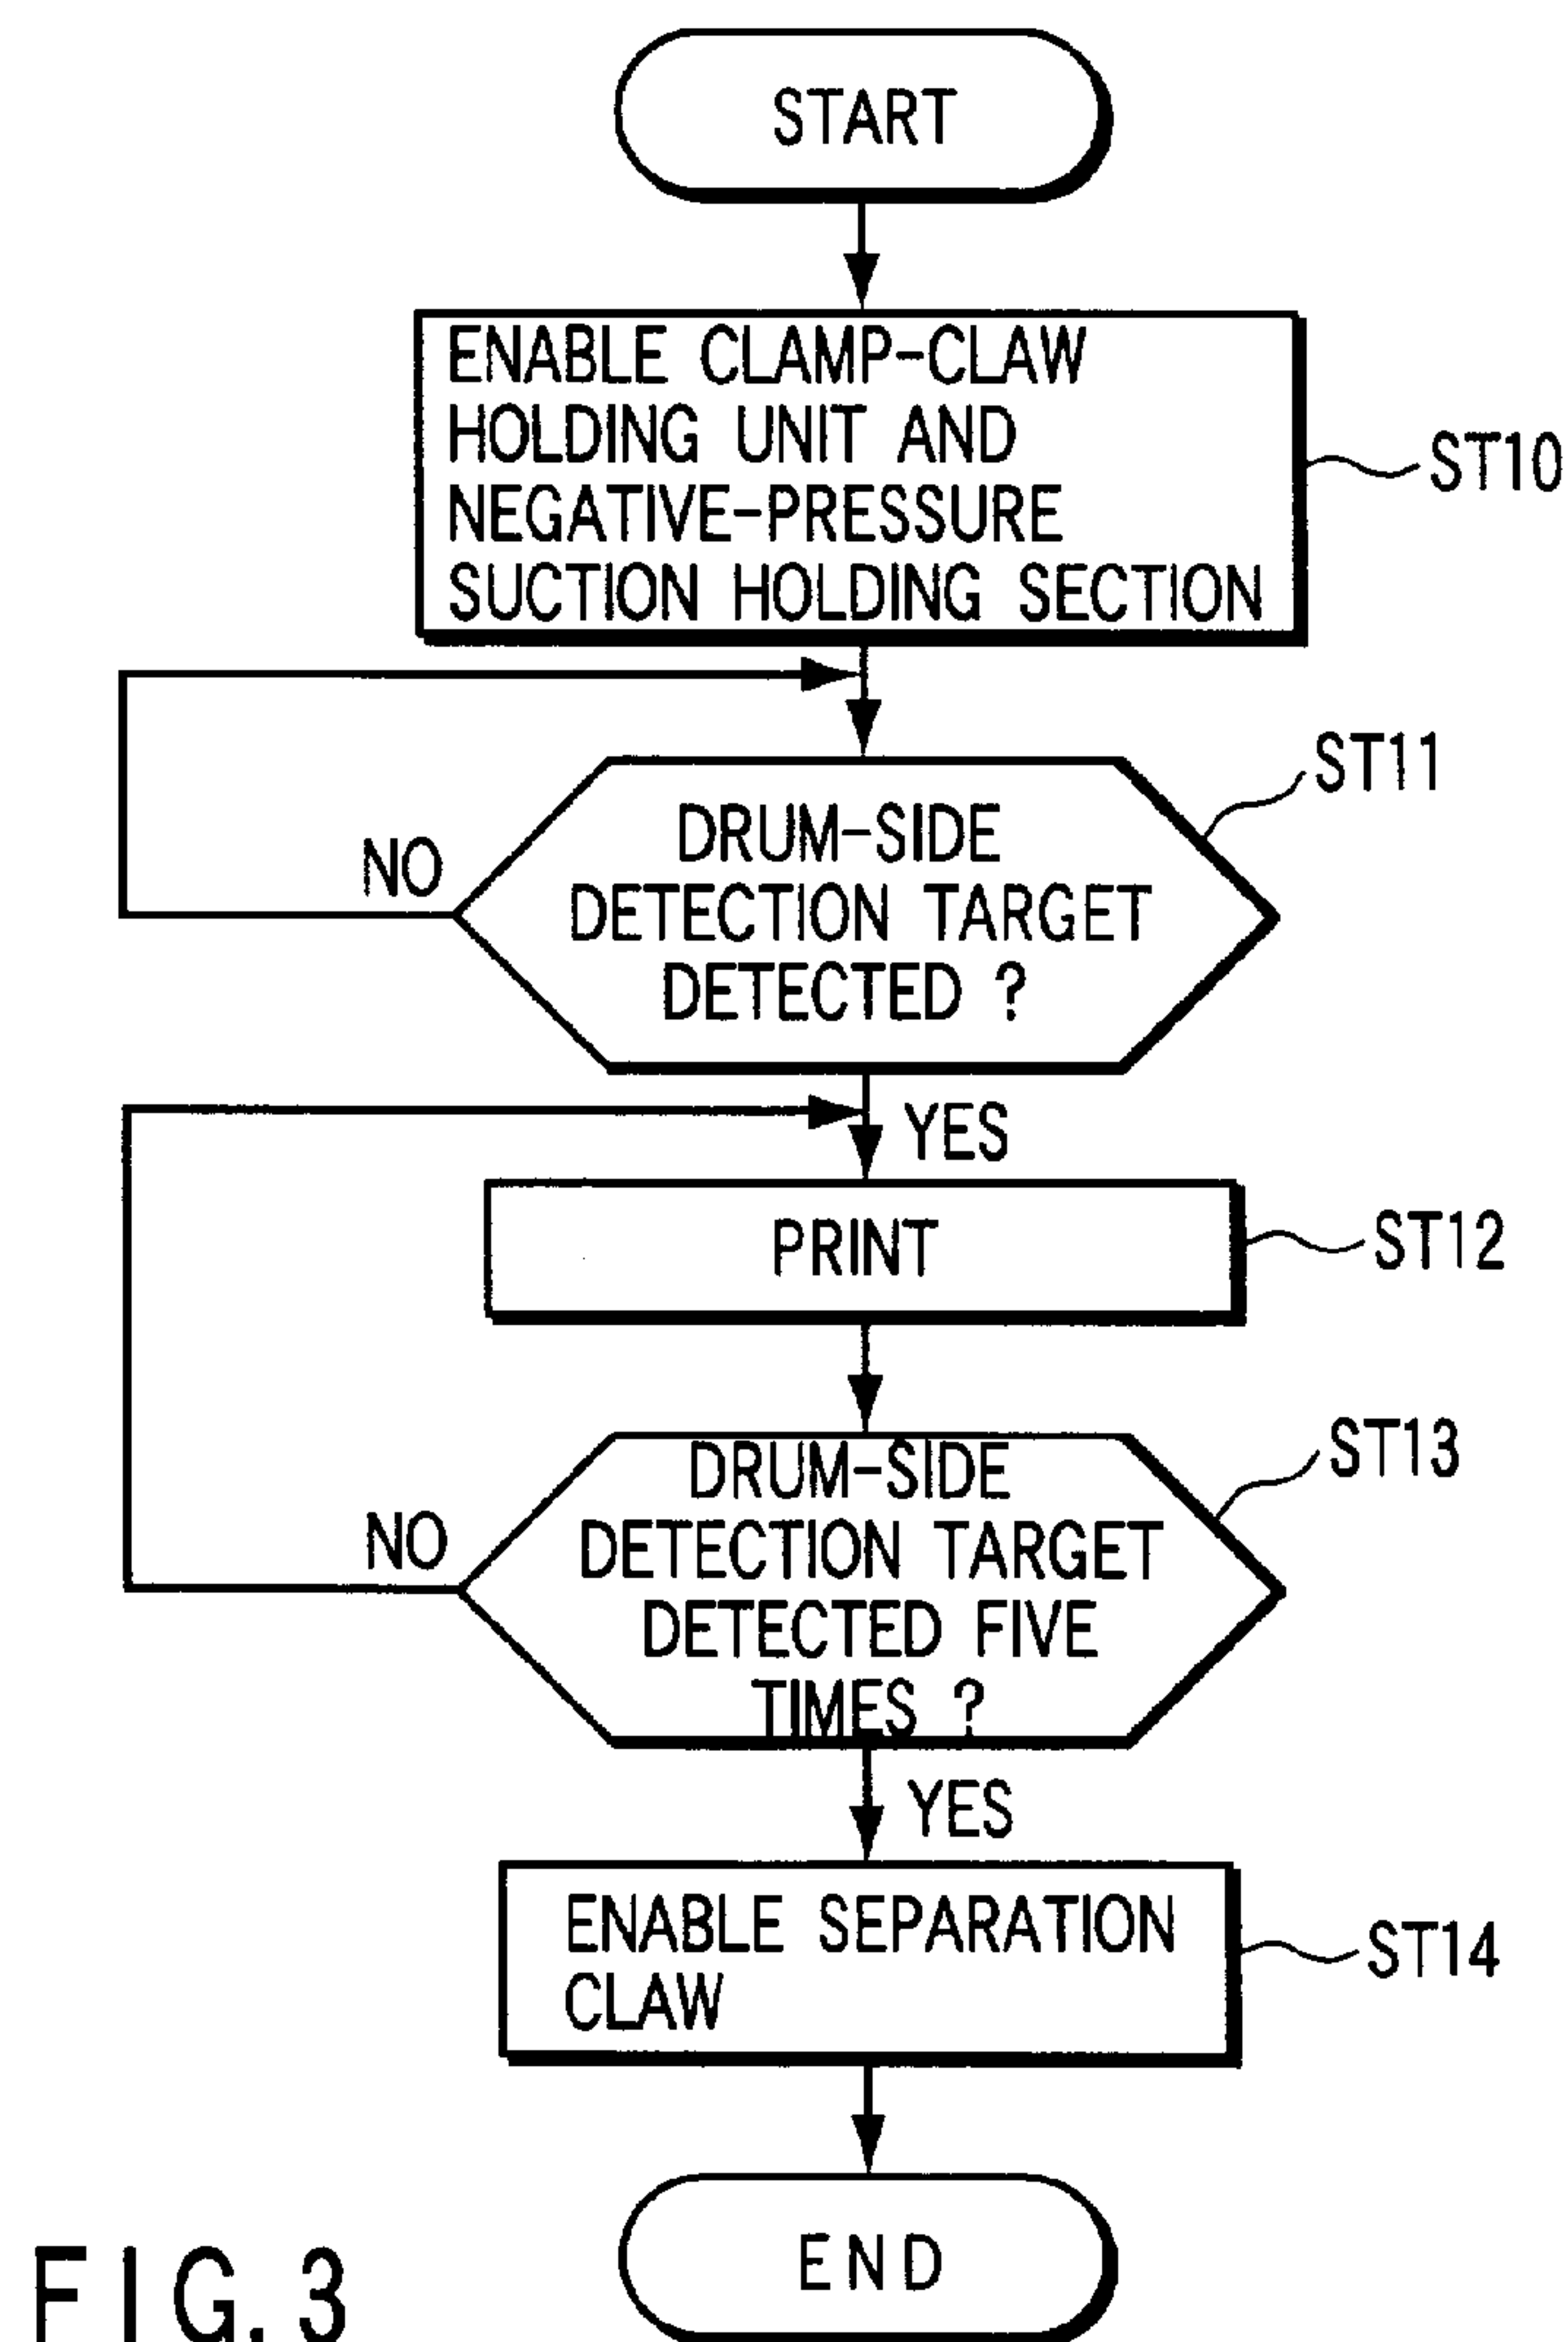 START
ENABLE CLAMP-CLAW
HOLDING UNIT AND
NEGATIVE-PRESSURE
SUCTION HOLDING SECTION
ST10
DRUM-SIDE
DETECTION TARGET
DETECTED ?
ST11
NO
YES
PRINT
ST12
DRUM-SIDE
DETECTION TARGET
DETECTED FIVE
TIMES ?
ST13
NO
YES
ENABLE SEPARATION
CLAW
ST14
END
FIG. 3